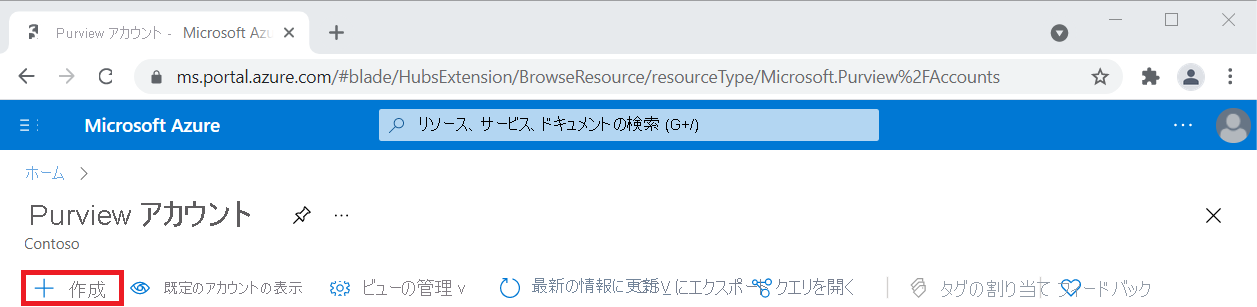 Purview アカウント - Microsoft Azu
ms.portal.azure.com/#blade/HubsExtension/BrowseResource/resourceType/Microsoft.Purview%2FAccounts
Microsoft Azure リソース、サービス、ドキュメントの検索 (G+/)
ホーム
Purview アカウント
Contoso
作成 既定のアカウントの表示 ビューの管理 最新の情報に更新 にエクスポート クエリを開く タグの割り当て フィードバック